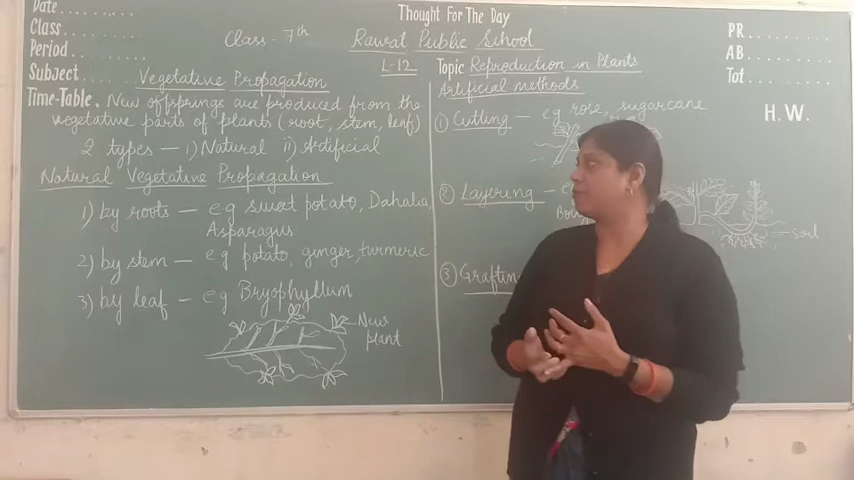 Thought For The Day
Date..........
Class..........
Period..........
Subject......
Time-Table.
Class - 7th
Rawat Public School
L-12
PR.........
AB.........
Tot.........
H.W.
Vegetative Propagation
New offsprings are produced from the
vegetative parts of plants (root, stem, leaf)
2 types — i) Natural ii) Artificial
Natural Vegetative Propagation
1) by roots — eg sweet potato, Dahalia,
Asparagus
2) by stem — eg potato, ginger, turmeric
3) by leaf — eg Bryophyllum
New
plant
Topic Reproduction in Plants
Artificial methods
① Cutting — eg rose, sugarcane
② Layering —
③ Graftin
soil